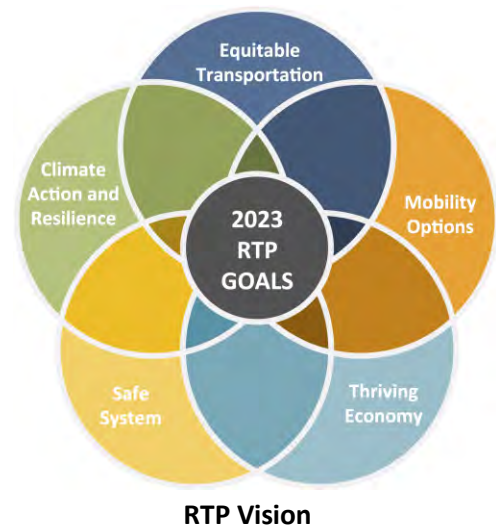 Equitable
Transportation
Climate
Action and
Resilience
Mobility
Options
2023
RTP
GOALS
Safe
System
Thriving
Economy
RTP Vision